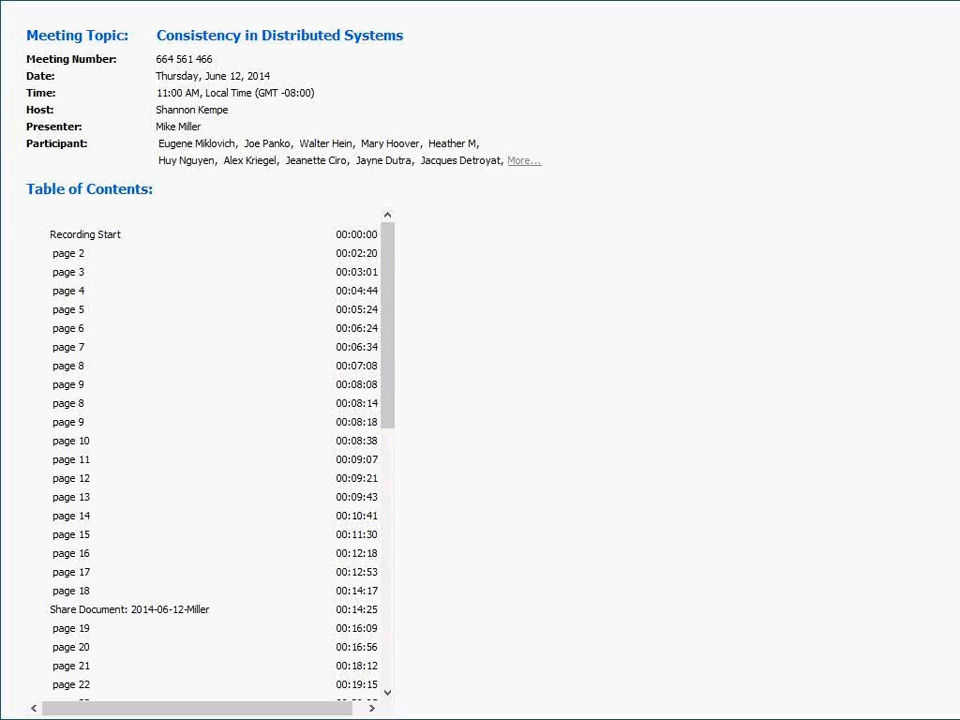 Meeting Topic: Consistency in Distributed Systems
Meeting Number: 664 561 466
Date: Thursday, June 12, 2014
Time: 11:00 AM, Local Time (GMT -08:00)
Host: Shannon Kempe
Presenter: Mike Miller
Participant: Eugene Miklovich, Joe Panko, Walter Hein, Mary Hoover, Heather M,
Huy Nguyen, Alex Kriegel, Jeanette Ciro, Jayne Dutra, Jacques Detroyat, More...
Table of Contents:
Recording Start 00:00:00
page 2 00:02:20
page 3 00:03:01
page 4 00:04:44
page 5 00:05:24
page 6 00:06:24
page 7 00:06:34
page 8 00:07:08
page 9 00:08:08
page 8 00:08:14
page 9 00:08:18
page 10 00:08:38
page 11 00:09:07
page 12 00:09:21
page 13 00:09:43
page 14 00:10:41
page 15 00:11:30
page 16 00:12:18
page 17 00:12:53
page 18 00:14:17
Share Document: 2014-06-12-Miller 00:14:25
page 19 00:16:09
page 20 00:16:56
page 21 00:18:12
page 22 00:19:15